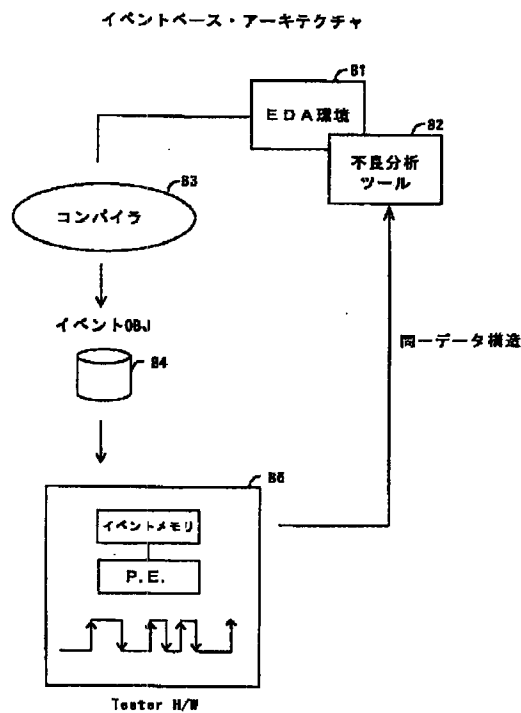 イベントベース・アーキテクチャ
81
EDA環境
82
不良分析
ツール
83
コンパイラ
イベントOBJ
84
同一データ構造
85
イベントメモリ
P.E.
Tester H/W